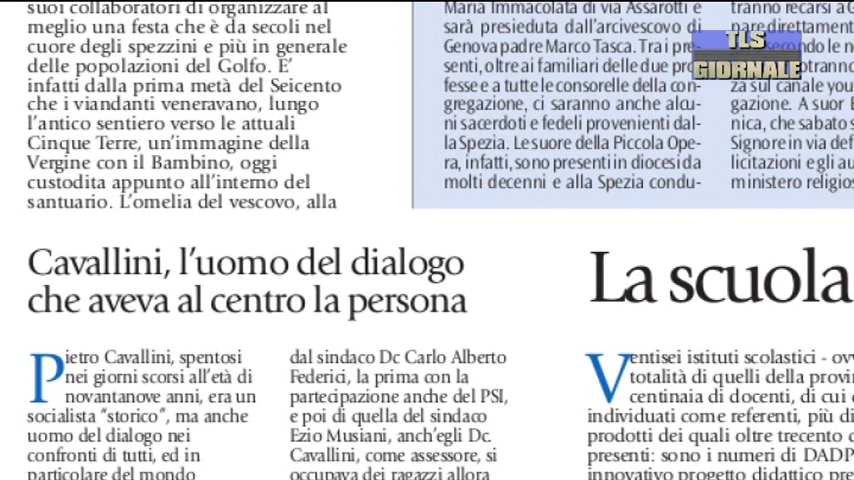 suoi collaboratori di organizzare al
meglio una festa che è da secoli nel
cuore degli spezzini e più in generale
delle popolazioni del Golfo. E'
infatti dalla prima metà del Seicento
che i viandanti veneravano, lungo
l'antico sentiero verso le attuali
Cinque Terre, un'immagine della
Vergine con il Bambino, oggi
custodita appunto all'interno del
santuario. L'omelia del vescovo, alla
Maria Immacolata di via Assarotti e
sarà presieduta dall'arcivescovo di
Genova padre Marco Tasca. Tra i pre-
senti, oltre ai familiari delle due pro-
fesse e a tutte le consorelle della con-
gregazione, ci saranno anche alcu-
ni sacerdoti e fedeli provenienti dal-
la Spezia. Le suore della Piccola Ope-
ra, infatti, sono presenti in diocesi da
molti decenni e alla Spezia condu-
tranno recarsi a G
pare direttament
secondo le n
otranno
za sul canale you
gazione. A suor
nica, che sabato s
Signore in via def
licitazioni e gli au
ministero religios
TLS
GIORNALE
Cavallini, l'uomo del dialogo
che aveva al centro la persona
Pietro Cavallini, spentosi
nei giorni scorsi all'età di
novantanove anni, era un
socialista "storico", ma anche
uomo del dialogo nei
confronti di tutti, ed in
particolare del mondo
dal sindaco Dc Carlo Alberto
Federici, la prima con la
partecipazione anche del PSI,
e poi di quella del sindaco
Ezio Musiani, anch'egli Dc.
Cavallini, come assessore, si
occupava dei ragazzi allora
La scuola
Ventisei istituti scolastici - ovv
totalità di quelli della provin
centinaia di docenti, di cui
individuati come referenti, più di
prodotti dei quali oltre trecento
presenti: sono i numeri di DADP
innovativo progetto didattico pre